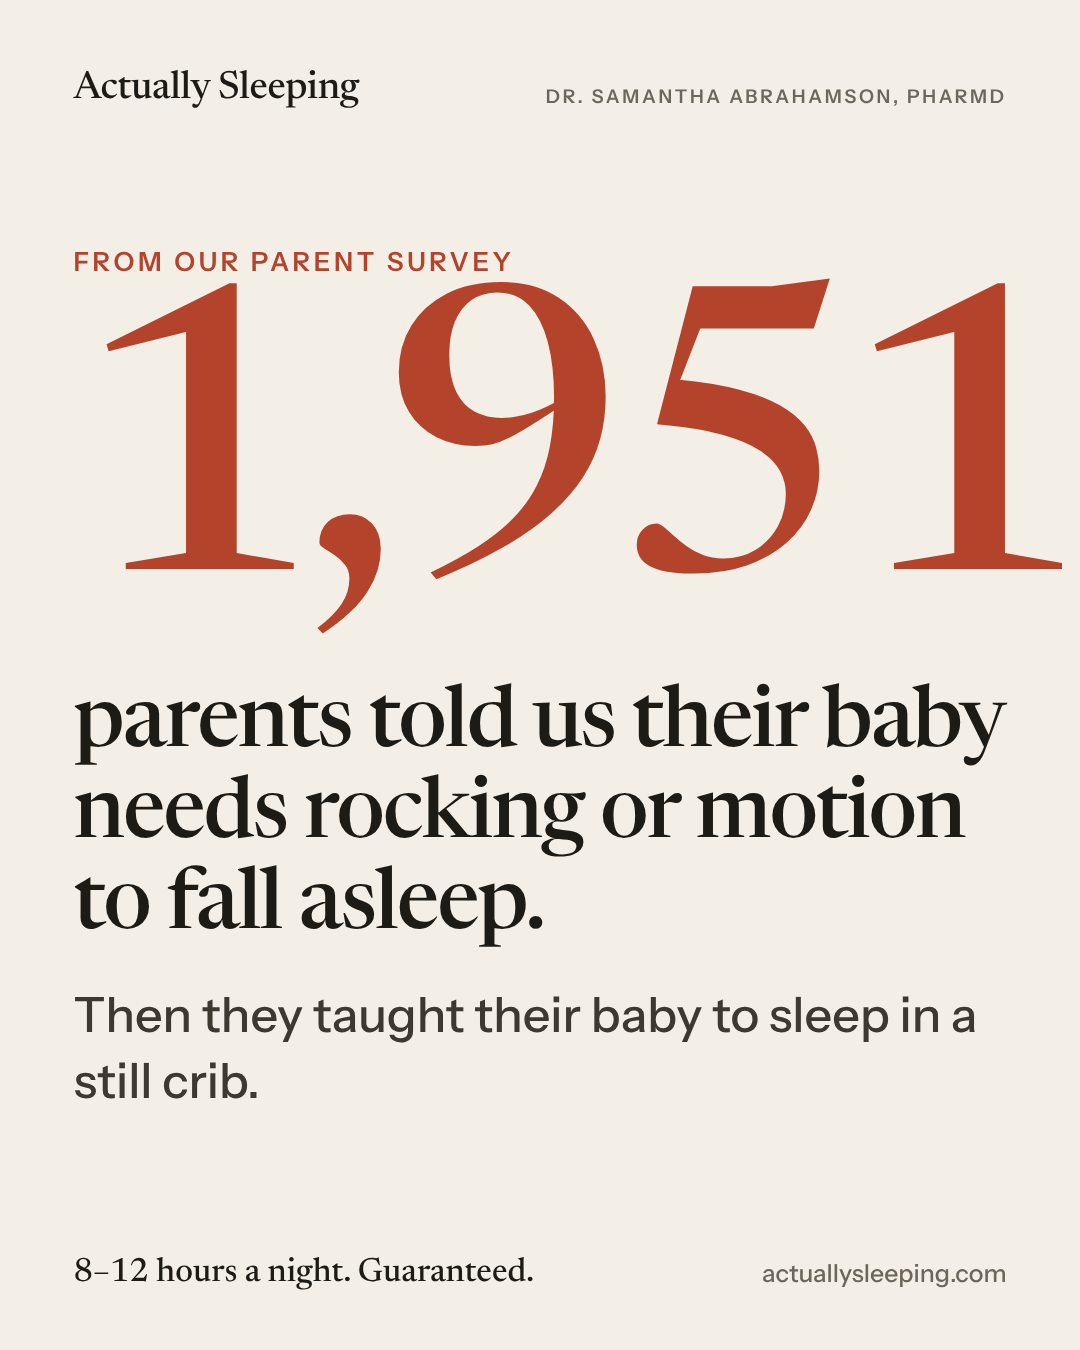 Actually Sleeping
DR. SAMANTHA ABRAHAMSON, PHARMD
FROM OUR PARENT SURVEY
1,951
parents told us their baby
needs rocking or motion
to fall asleep.
Then they taught their baby to sleep in a
still crib.
8–12 hours a night. Guaranteed.
actuallysleeping.com